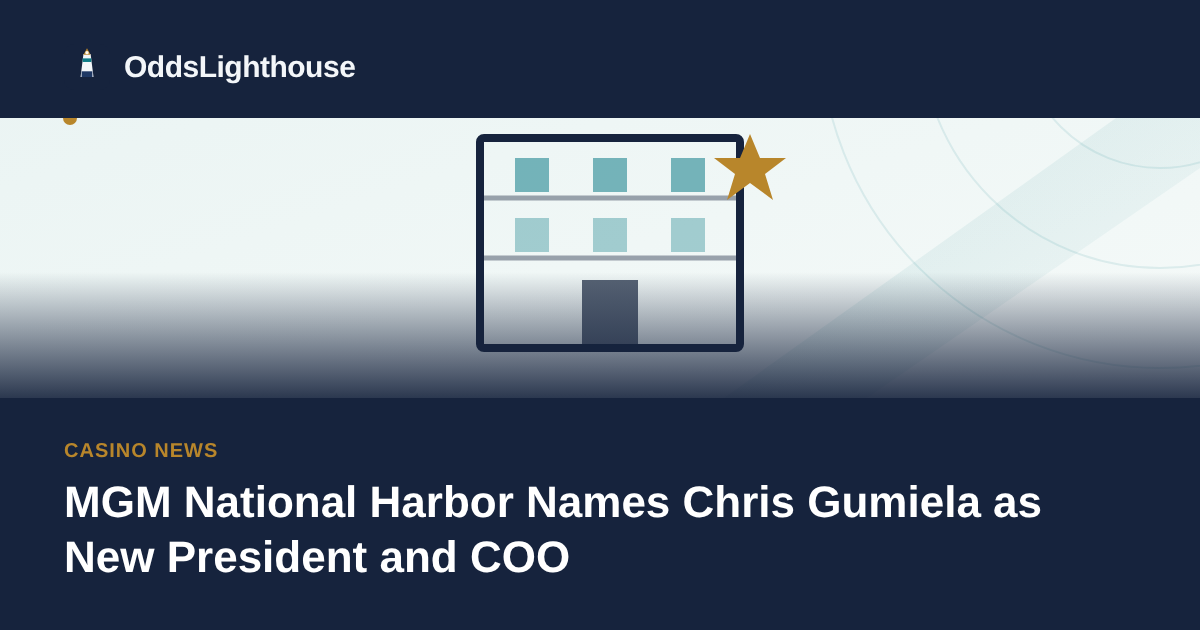 OddsLighthouse
CASINO NEWS
MGM National Harbor Names Chris Gumiela as
New President and COO